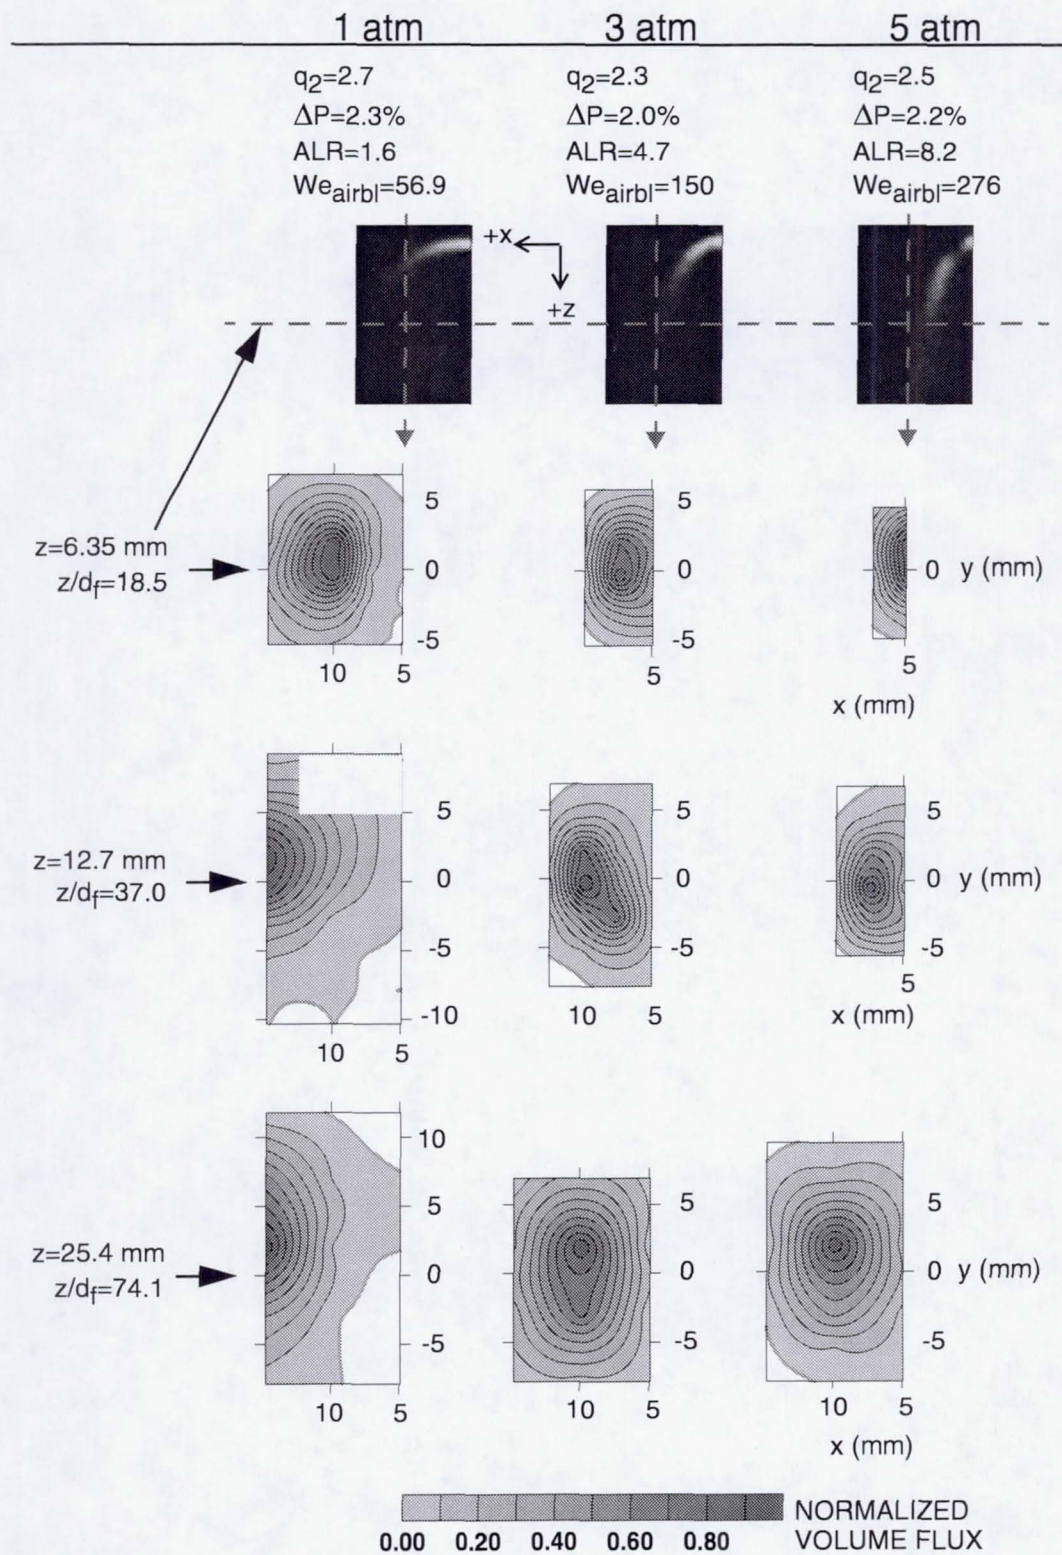 1 atm 3 atm 5 atm
q2=2.7 q2=2.3 q2=2.5
ΔP=2.3% ΔP=2.0% ΔP=2.2%
ALR=1.6 ALR=4.7 ALR=8.2
Weairbl=56.9 Weairbl=150 Weairbl=276
+x
+z
5 5
z=6.35 mm
z/df=18.5
0 0 0 y (mm)
-5 -5
10 5 5 5
x (mm)
5 5 5
z=12.7 mm
z/df=37.0
0 0 0 y (mm)
-5 -5 -5
-10
10 5 10 5 5
x (mm)
10
5 5 5
z=25.4 mm
z/df=74.1
0 0 0 y (mm)
-5 -5 -5
10 5 10 5 10 5
x (mm)
NORMALIZED
VOLUME FLUX
0.00 0.20 0.40 0.60 0.80